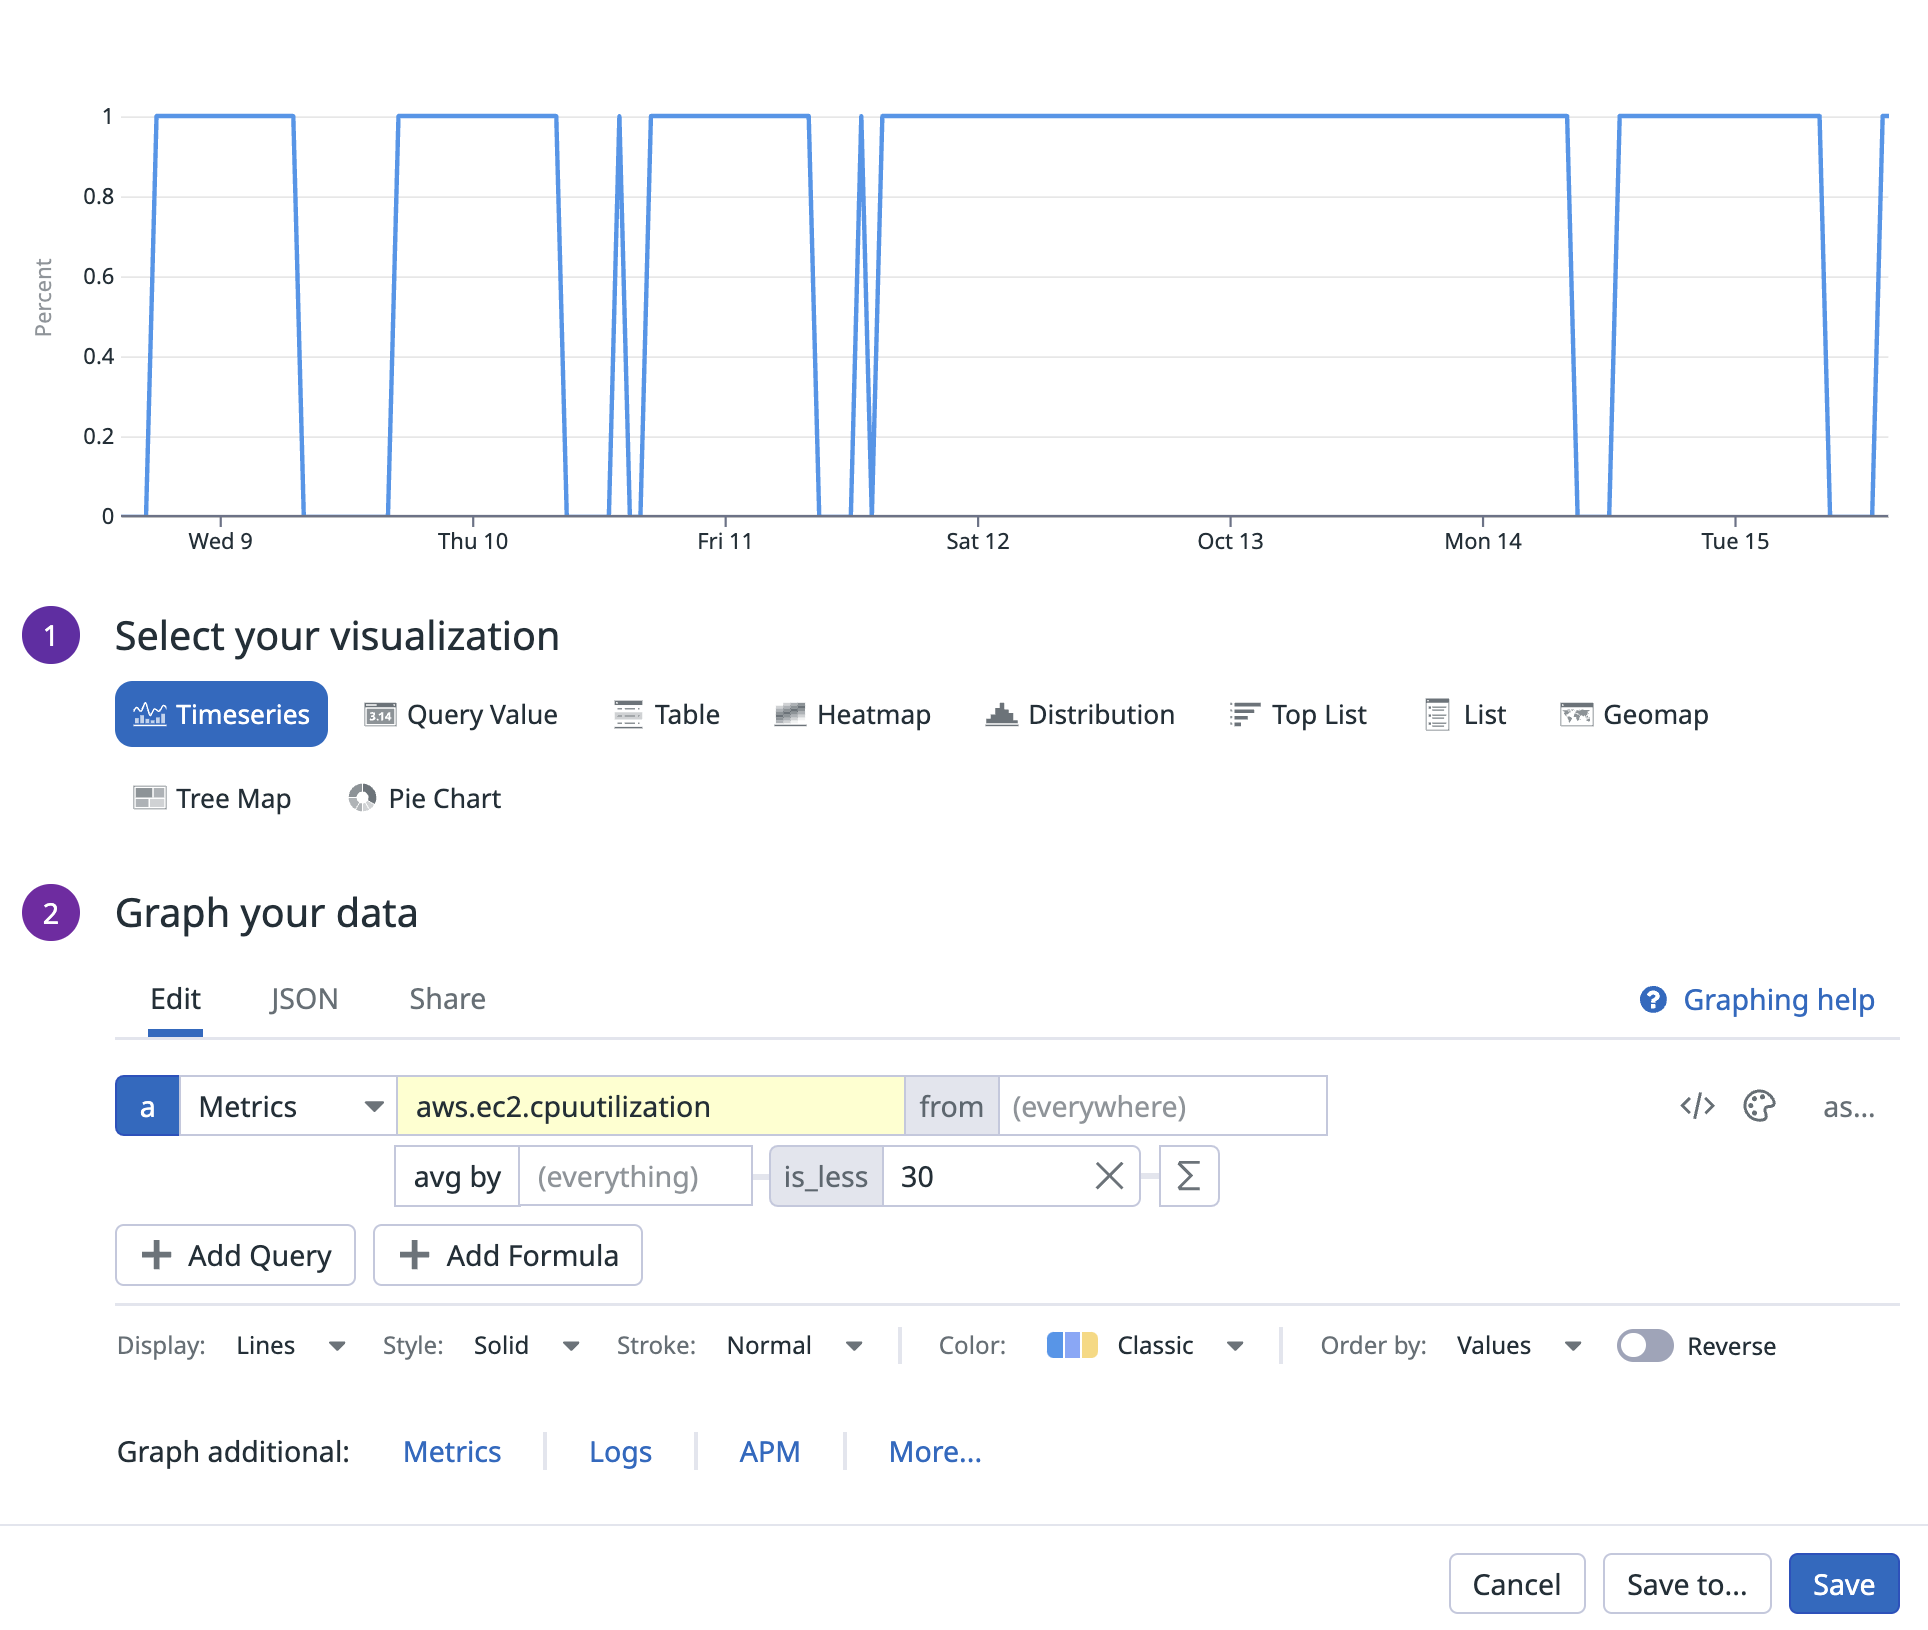 1
0.8
0.6
0.4
0.2
0
Percent
Wed 9 Thu 10 Fri 11 Sat 12 Oct 13 Mon 14 Tue 15
1 Select your visualization
Timeseries 3.14 Query Value Table Heatmap Distribution Top List List Geomap
Tree Map Pie Chart
2 Graph your data
Edit JSON Share ? Graphing help
a Metrics aws.ec2.cpuutilization from (everywhere) </> as...
avg by (everything) is_less 30 Σ
+ Add Query + Add Formula
Display: Lines Style: Solid Stroke: Normal Color: Classic Order by: Values Reverse
Graph additional: Metrics Logs APM More...
Cancel Save to... Save